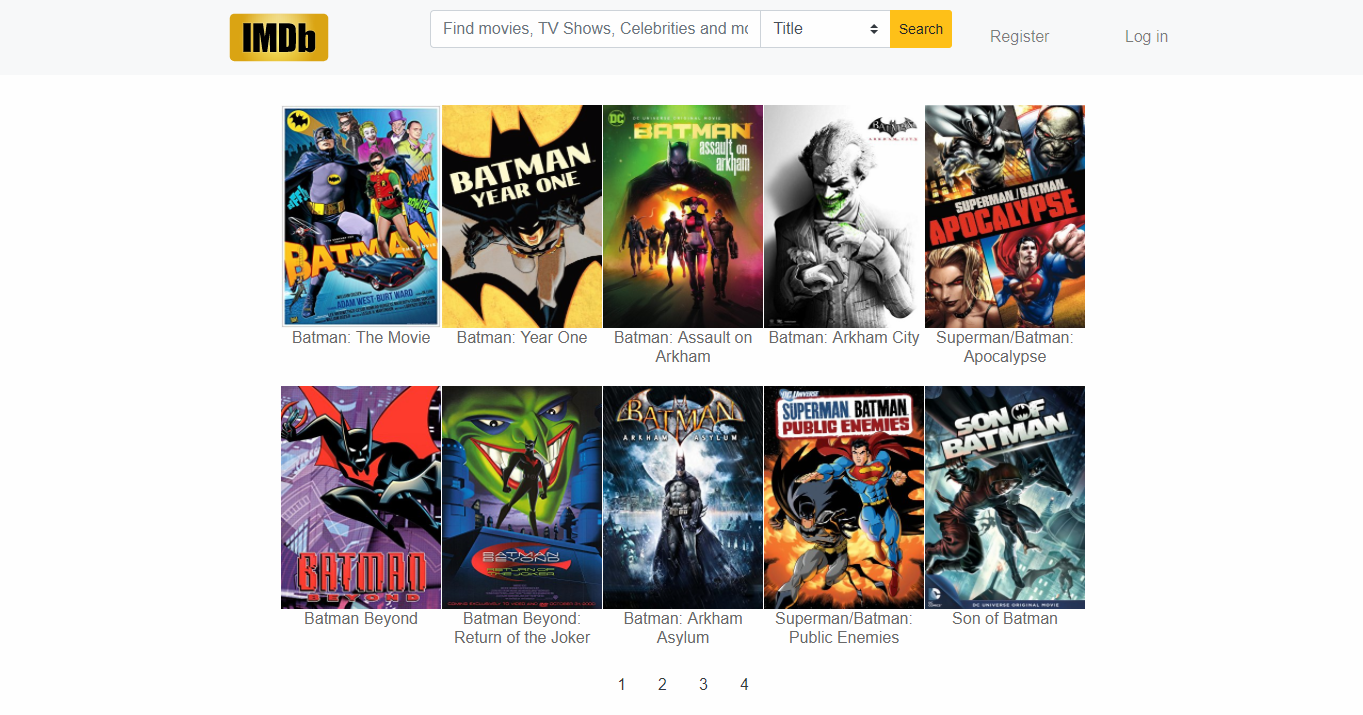 IMDb
Find movies, TV Shows, Celebrities and mo
Title
Search
Register
Log in
BATMAN
ADAM WEST·BURT WARD
BATMAN
YEAR ONE
DC UNIVERSE ORIGINAL MOVIE
BATMAN
assault on
arkham
BATMAN
ARKHAM CITY
SUPERMAN/BATMAN
APOCALYPSE
Batman: The Movie
Batman: Year One
Batman: Assault on
Arkham
Batman: Arkham City
Superman/Batman:
Apocalypse
BATMAN
BEYOND
BATMAN
BEYOND
RETURN OF
THE JOKER
BATMAN
ARKHAM ASYLUM
DC UNIVERSE
SUPERMAN BATMAN
PUBLIC ENEMIES
SON OF
BATMAN
DC UNIVERSE ORIGINAL MOVIE
Batman Beyond
Batman Beyond:
Return of the Joker
Batman: Arkham
Asylum
Superman/Batman:
Public Enemies
Son of Batman
1 2 3 4